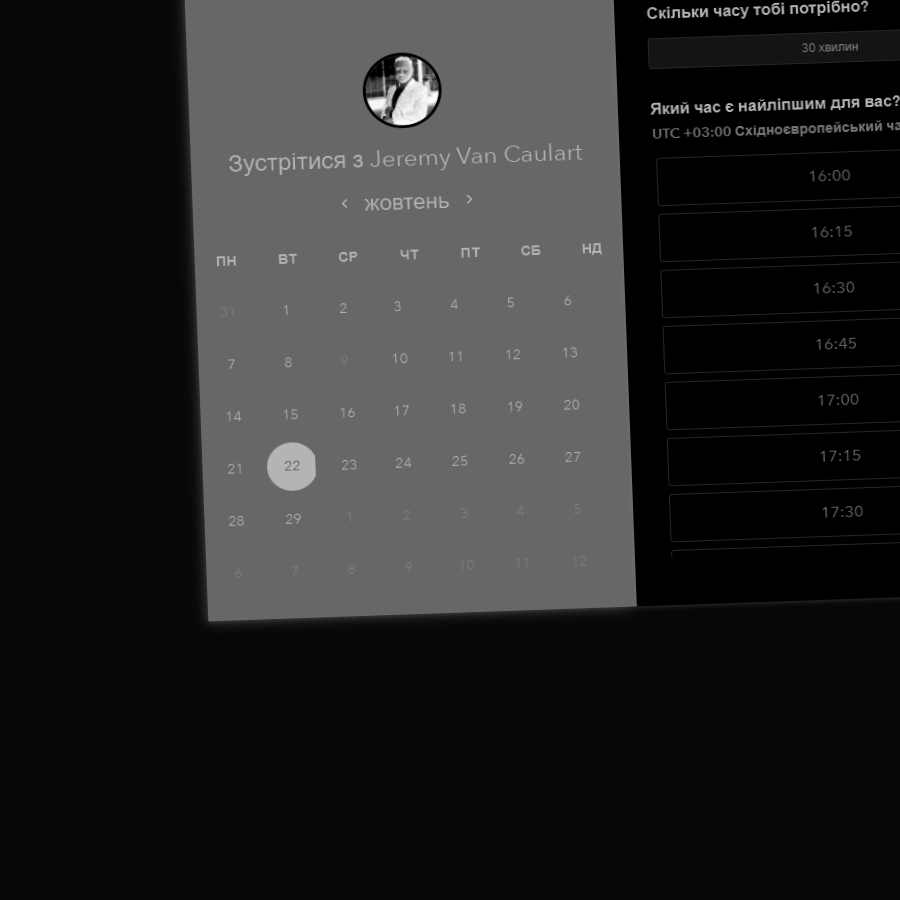 Зустрітися з Jeremy Van Caulart
‹ жовтень ›
ПН ВТ СР ЧТ ПТ СБ НД
31 1 2 3 4 5 6
7 8 9 10 11 12 13
14 15 16 17 18 19 20
21 22 23 24 25 26 27
28 29 1 2 3 4 5
6 7 8 9 10 11 12
Скільки часу тобі потрібно?
30 хвилин
Який час є найліпшим для вас?
UTC +03:00 Східноєвропейський
16:00
16:15
16:30
16:45
17:00
17:15
17:30